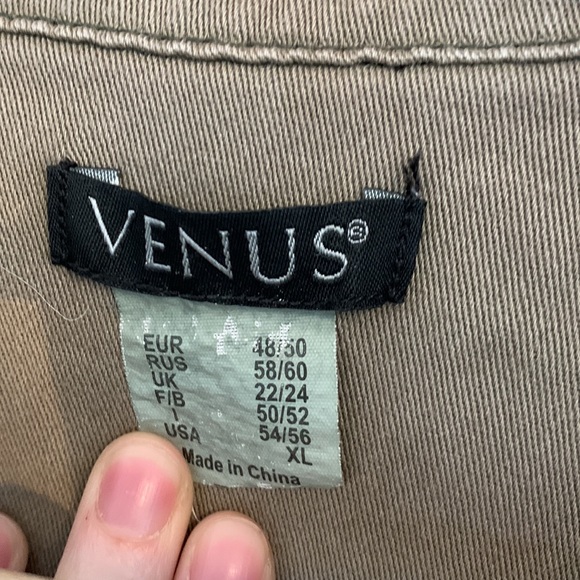 VENUS®
EUR 48/50
RUS 58/60
UK 22/24
F/B 50/52
I 54/56
USA XL
Made in China